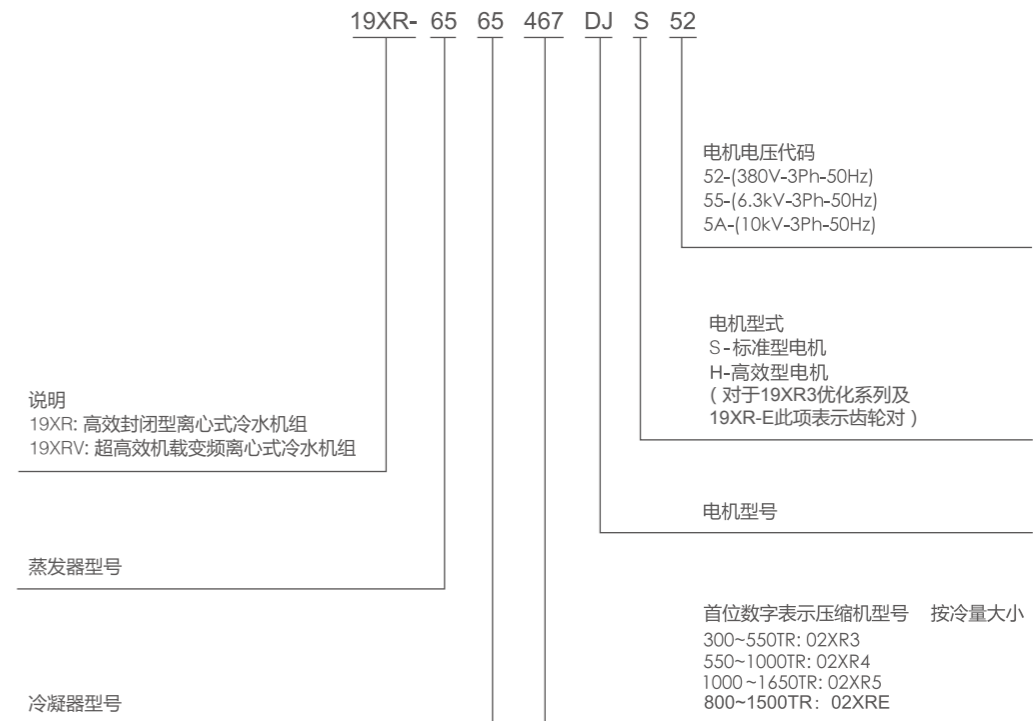 19XR- 65 65 467 DJ S 52
电机电压代码
52-(380V-3Ph-50Hz)
55-(6.3kV-3Ph-50Hz)
5A-(10kV-3Ph-50Hz)
电机型式
S-标准型电机
H-高效型电机
(对于19XR3优化系列及
19XR-E此项表示齿轮对)
说明
19XR: 高效封闭型离心式冷水机组
19XRV: 超高效机载变频离心式冷水机组
电机型号
蒸发器型号
首位数字表示压缩机型号 按冷量大小
300~550TR: 02XR3
550~1000TR: 02XR4
1000~1650TR: 02XR5
800~1500TR: 02XRE
冷凝器型号